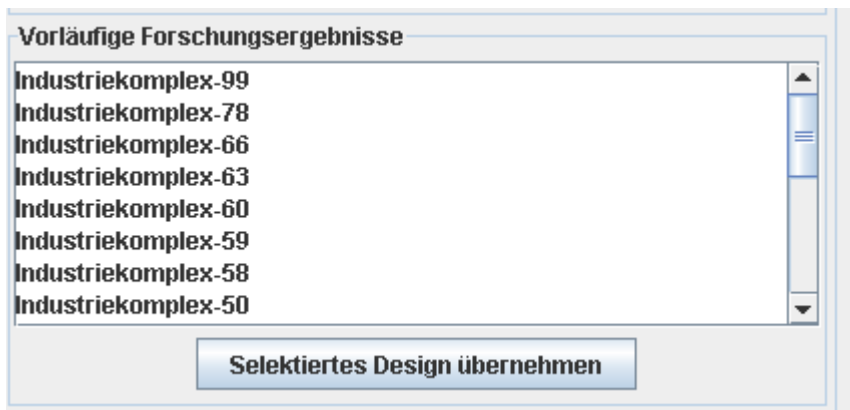 Vorläufige Forschungsergebnisse
Industriekomplex-99
Industriekomplex-78
Industriekomplex-66
Industriekomplex-63
Industriekomplex-60
Industriekomplex-59
Industriekomplex-58
Industriekomplex-50
Selektiertes Design übernehmen